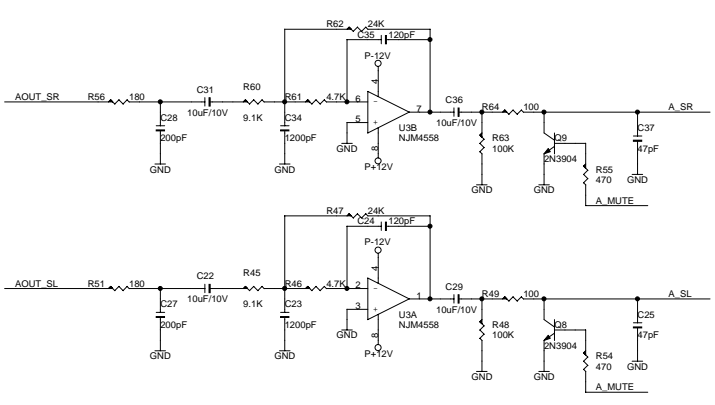 R62 24K
C35 120pF
P-12V
4
AOUT_SR R56 180 C31 R60 R61 4.7K 6 - 7 C36 R64 100 A_SR
10uF/10V 9.1K 10uF/10V
C28 C34 5 + U3B R63 Q9 C37
200pF 1200pF NJM4558 100K 2N3904 47pF
GND 8
P+12V
GND GND GND GND GND
R55
470
A_MUTE
R47 24K
C24 120pF
P-12V
4
AOUT_SL R51 180 C22 R45 R46 4.7K 2 - 1 C29 R49 100 A_SL
10uF/10V 9.1K 10uF/10V
C27 C23 3 + U3A R48 Q8 C25
200pF 1200pF NJM4558 100K 2N3904 47pF
GND 8
P+12V
GND GND GND GND GND
R54
470
A_MUTE